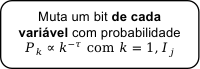 Muta um bit de cada
variável com probabilidade
P_k ∝ k^{-τ} com k = 1, I_j